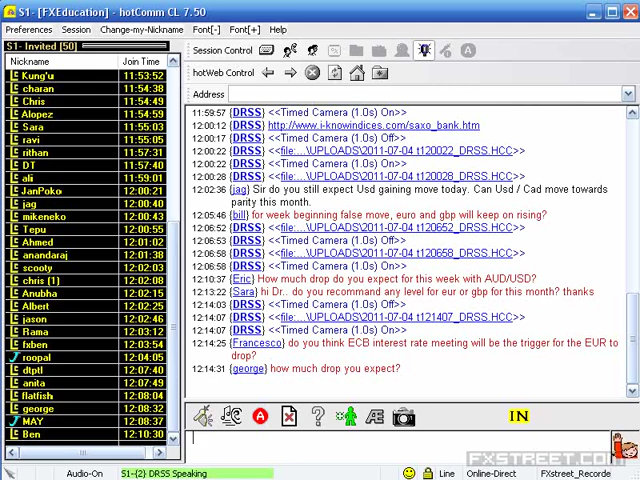 S1- [FXEducation] - hotComm CL 7.50
Preferences Session Change-my-Nickname Font[-] Font[+] Help
S1- Invited [50]
Nickname Join Time
Kung'u 11:53:52
charan 11:54:38
Chris 11:54:49
Alopez 11:54:59
Sara 11:55:03
ravi 11:55:05
rithan 11:57:31
DT 11:57:40
ali 11:59:01
JanPoko 12:00:21
jag 12:00:40
mikeneko 12:00:43
Tepu 12:00:55
Ahmed 12:01:02
anandaraj 12:01:38
scooty 12:02:03
chris {1} 12:02:08
Anubha 12:02:15
Albert 12:02:25
jason 12:02:46
Rama 12:03:12
fxben 12:03:54
roopal 12:04:05
dtptl 12:07:40
anita 12:07:49
flatfish 12:08:04
george 12:08:32
MAY 12:08:37
Ben 12:10:30
Session Control
hotWeb Control
Address
11:59:57 {DRSS} <<Timed Camera (1.0s) On>>
12:00:12 {DRSS} http://www.i-knowindices.com/saxo_bank.htm
12:00:17 {DRSS} <<Timed Camera (1.0s) Off>>
12:00:22 {DRSS} <<file:...\UPLOADS\2011-07-04 t120022_DRSS.HCC>>
12:00:22 {DRSS} <<Timed Camera (1.0s) On>>
12:00:28 {DRSS} <<file:...\UPLOADS\2011-07-04 t120028_DRSS.HCC>>
12:02:36 {jag} Sir do you still expect Usd gaining move today. Can Usd / Cad move towards
parity this month.
12:05:46 {bill} for week beginning false move, euro and gbp will keep on rising?
12:06:52 {DRSS} <<file:...\UPLOADS\2011-07-04 t120652_DRSS.HCC>>
12:06:53 {DRSS} <<Timed Camera (1.0s) Off>>
12:06:58 {DRSS} <<file:...\UPLOADS\2011-07-04 t120658_DRSS.HCC>>
12:06:58 {DRSS} <<Timed Camera (1.0s) On>>
12:10:37 {Eric} How much drop do you expect for this week with AUD/USD?
12:13:22 {Sara} hi Dr.. do you recommand any level for eur or gbp for this month? thanks
12:14:03 {DRSS} <<Timed Camera (1.0s) Off>>
12:14:07 {DRSS} <<file:...\UPLOADS\2011-07-04 t121407_DRSS.HCC>>
12:14:07 {DRSS} <<Timed Camera (1.0s) On>>
12:14:25 {Francesco} do you think ECB interest rate meeting will be the trigger for the EUR to
drop?
12:14:31 {george} how much drop you expect?
IN
FXSTREET.COM
Audio-On S1-{2} DRSS Speaking Line Online-Direct FXstreet_Recorde